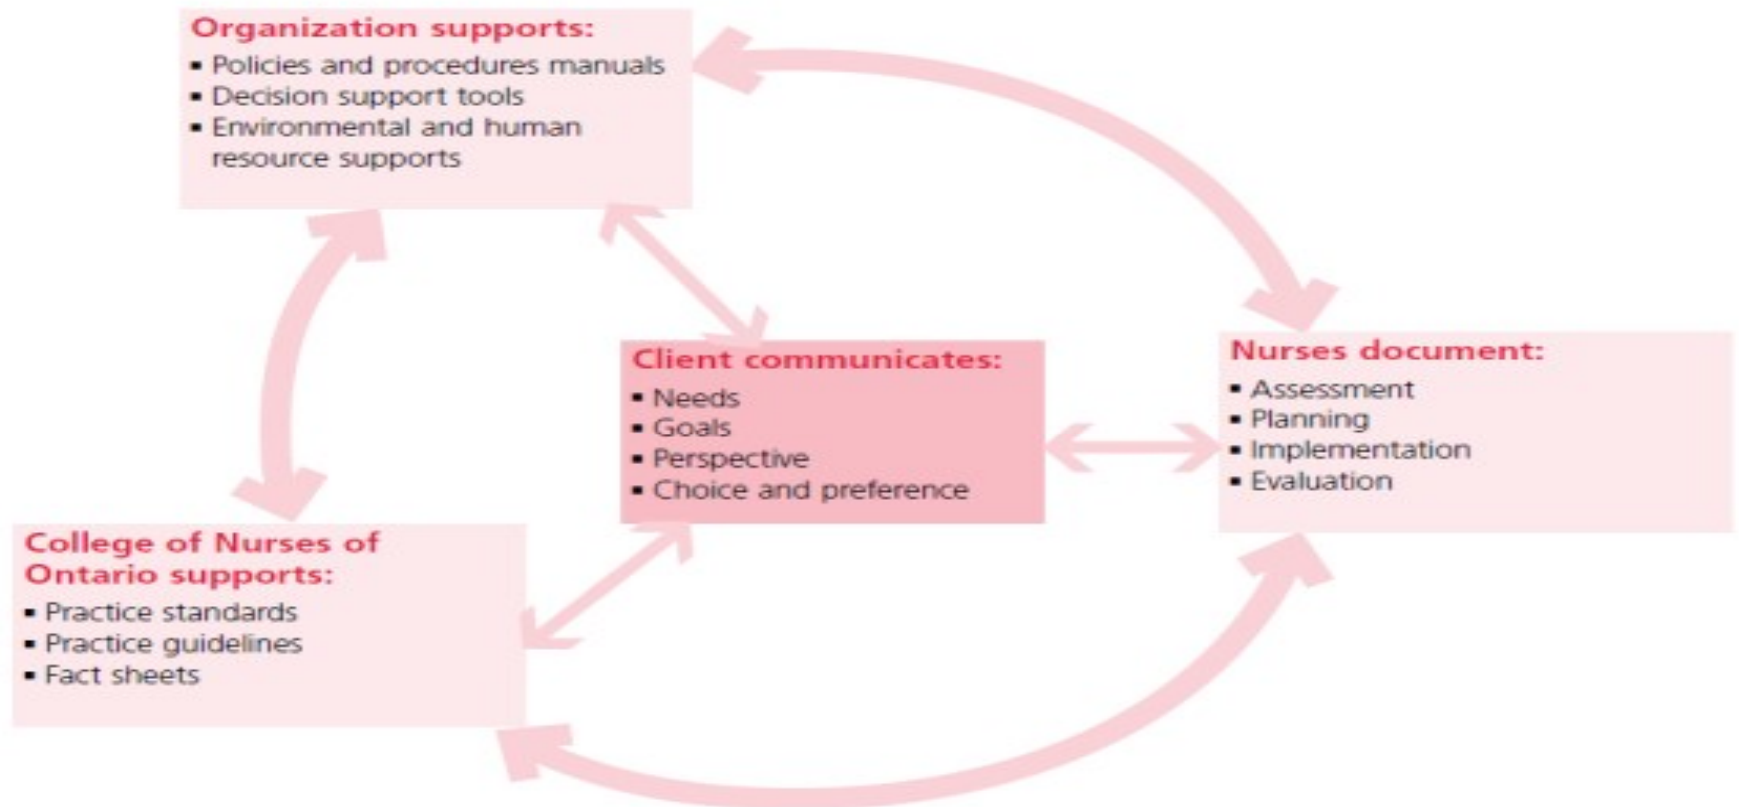 Organization supports:
▪ Policies and procedures manuals
▪ Decision support tools
▪ Environmental and human
resource supports
Client communicates:
▪ Needs
▪ Goals
▪ Perspective
▪ Choice and preference
Nurses document:
▪ Assessment
▪ Planning
▪ Implementation
▪ Evaluation
College of Nurses of
Ontario supports:
▪ Practice standards
▪ Practice guidelines
▪ Fact sheets